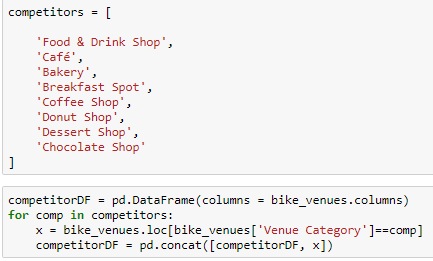 competitors = [
    'Food & Drink Shop',
    'Café',
    'Bakery',
    'Breakfast Spot',
    'Coffee Shop',
    'Donut Shop',
    'Dessert Shop',
    'Chocolate Shop'
]
competitorDF = pd.DataFrame(columns = bike_venues.columns)
for comp in competitors:
    x = bike_venues.loc[bike_venues['Venue Category']==comp]
    competitorDF = pd.concat([competitorDF, x])